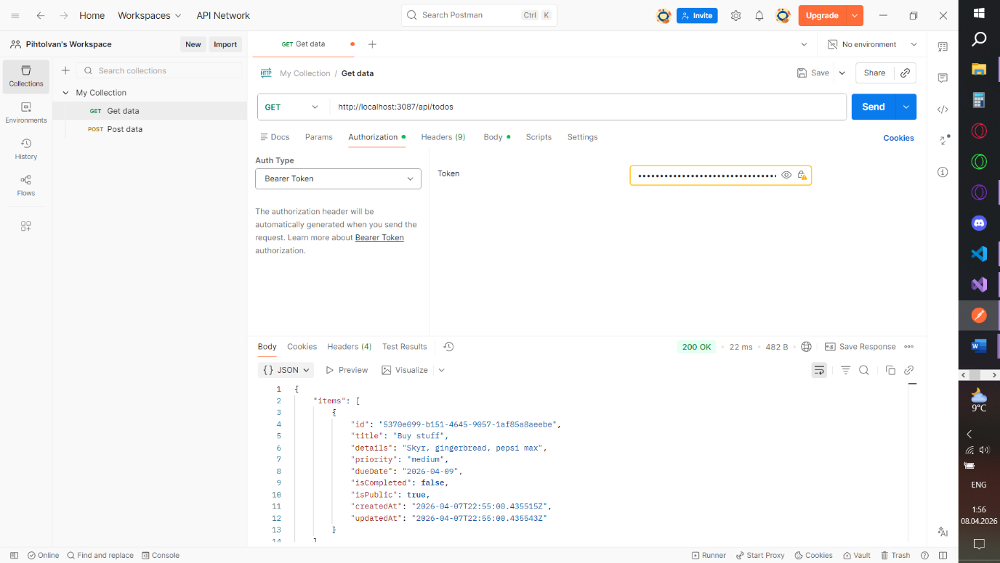 Home
Workspaces
API Network
Search Postman
Ctrl
K
Invite
Upgrade
Pihtolvan's Workspace
New
Import
GET Get data
No environment
Collections
Environments
History
Flows
Search collections
My Collection
GET Get data
POST Post data
HTTP
My Collection / Get data
Save
Share
GET
http://localhost:3087/api/todos
Send
Docs
Params
Authorization
Headers (9)
Body
Scripts
Settings
Cookies
Auth Type
Bearer Token
The authorization header will be
automatically generated when you send the
request. Learn more about Bearer Token
authorization.
Token
Body
Cookies
Headers (4)
Test Results
200 OK
22 ms
482 B
e.g.
Save Response
{} JSON
Preview
Visualize
1 {
2 "items": [
3 {
4 "id": "5370e099-b151-4645-9057-1af85a8aeebe",
5 "title": "Buy stuff",
6 "details": "Skyr, gingerbread, pepsi max",
7 "priority": "medium",
8 "dueDate": "2026-04-09",
9 "isCompleted": false,
10 "isPublic": true,
11 "createdAt": "2026-04-07T22:55:00.435515Z",
12 "updatedAt": "2026-04-07T22:55:00.435543Z"
13 }
14 ]
Online
Find and replace
Console
Runner
Start Proxy
Cookies
Vault
Trash
AI
9°C
ENG
1:56
08.04.2026